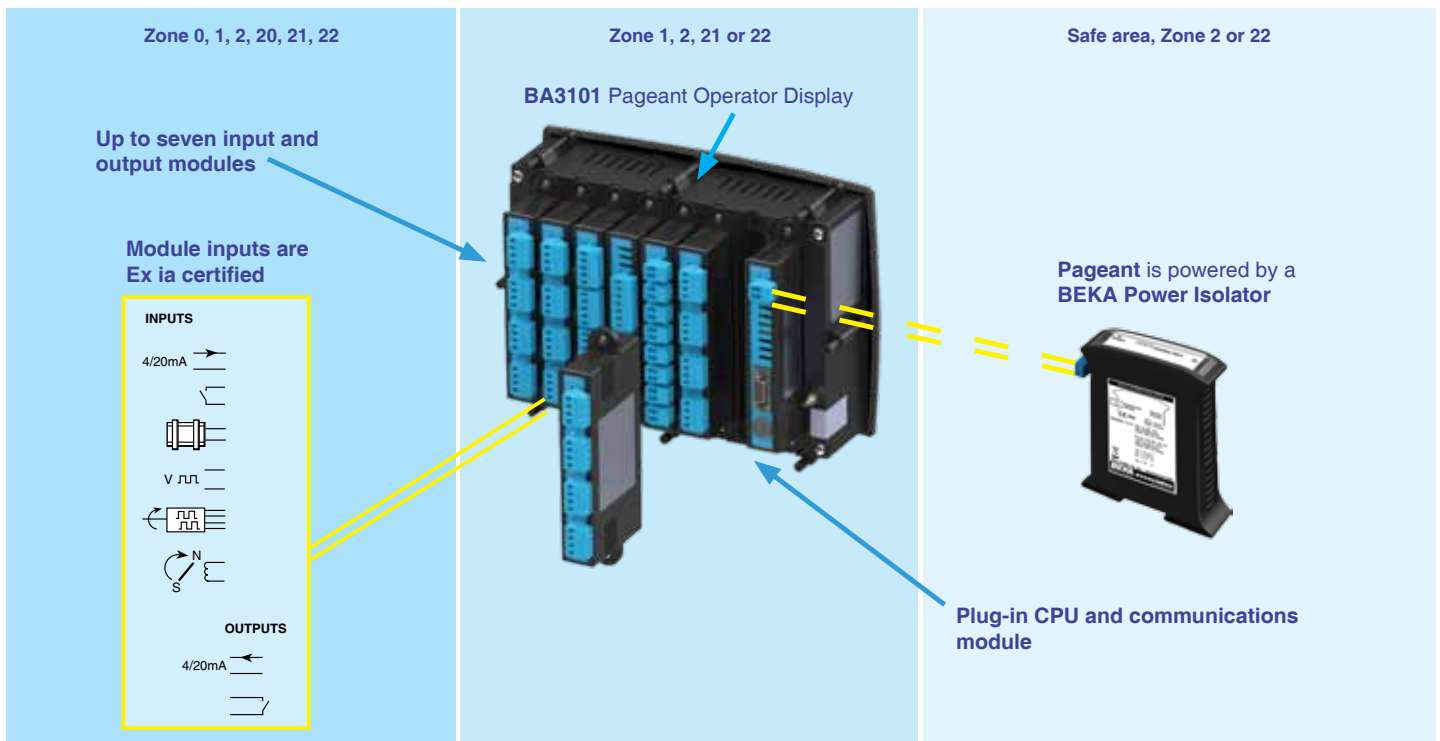 Zone 0, 1, 2, 20, 21, 22
Zone 1, 2, 21 or 22
Safe area, Zone 2 or 22
BA3101 Pageant Operator Display
Up to seven input and
output modules
Module inputs are
Ex ia certified
INPUTS
4/20mA
V
N
S
OUTPUTS
4/20mA
Pageant is powered by a
BEKA Power Isolator
Plug-in CPU and communications
module